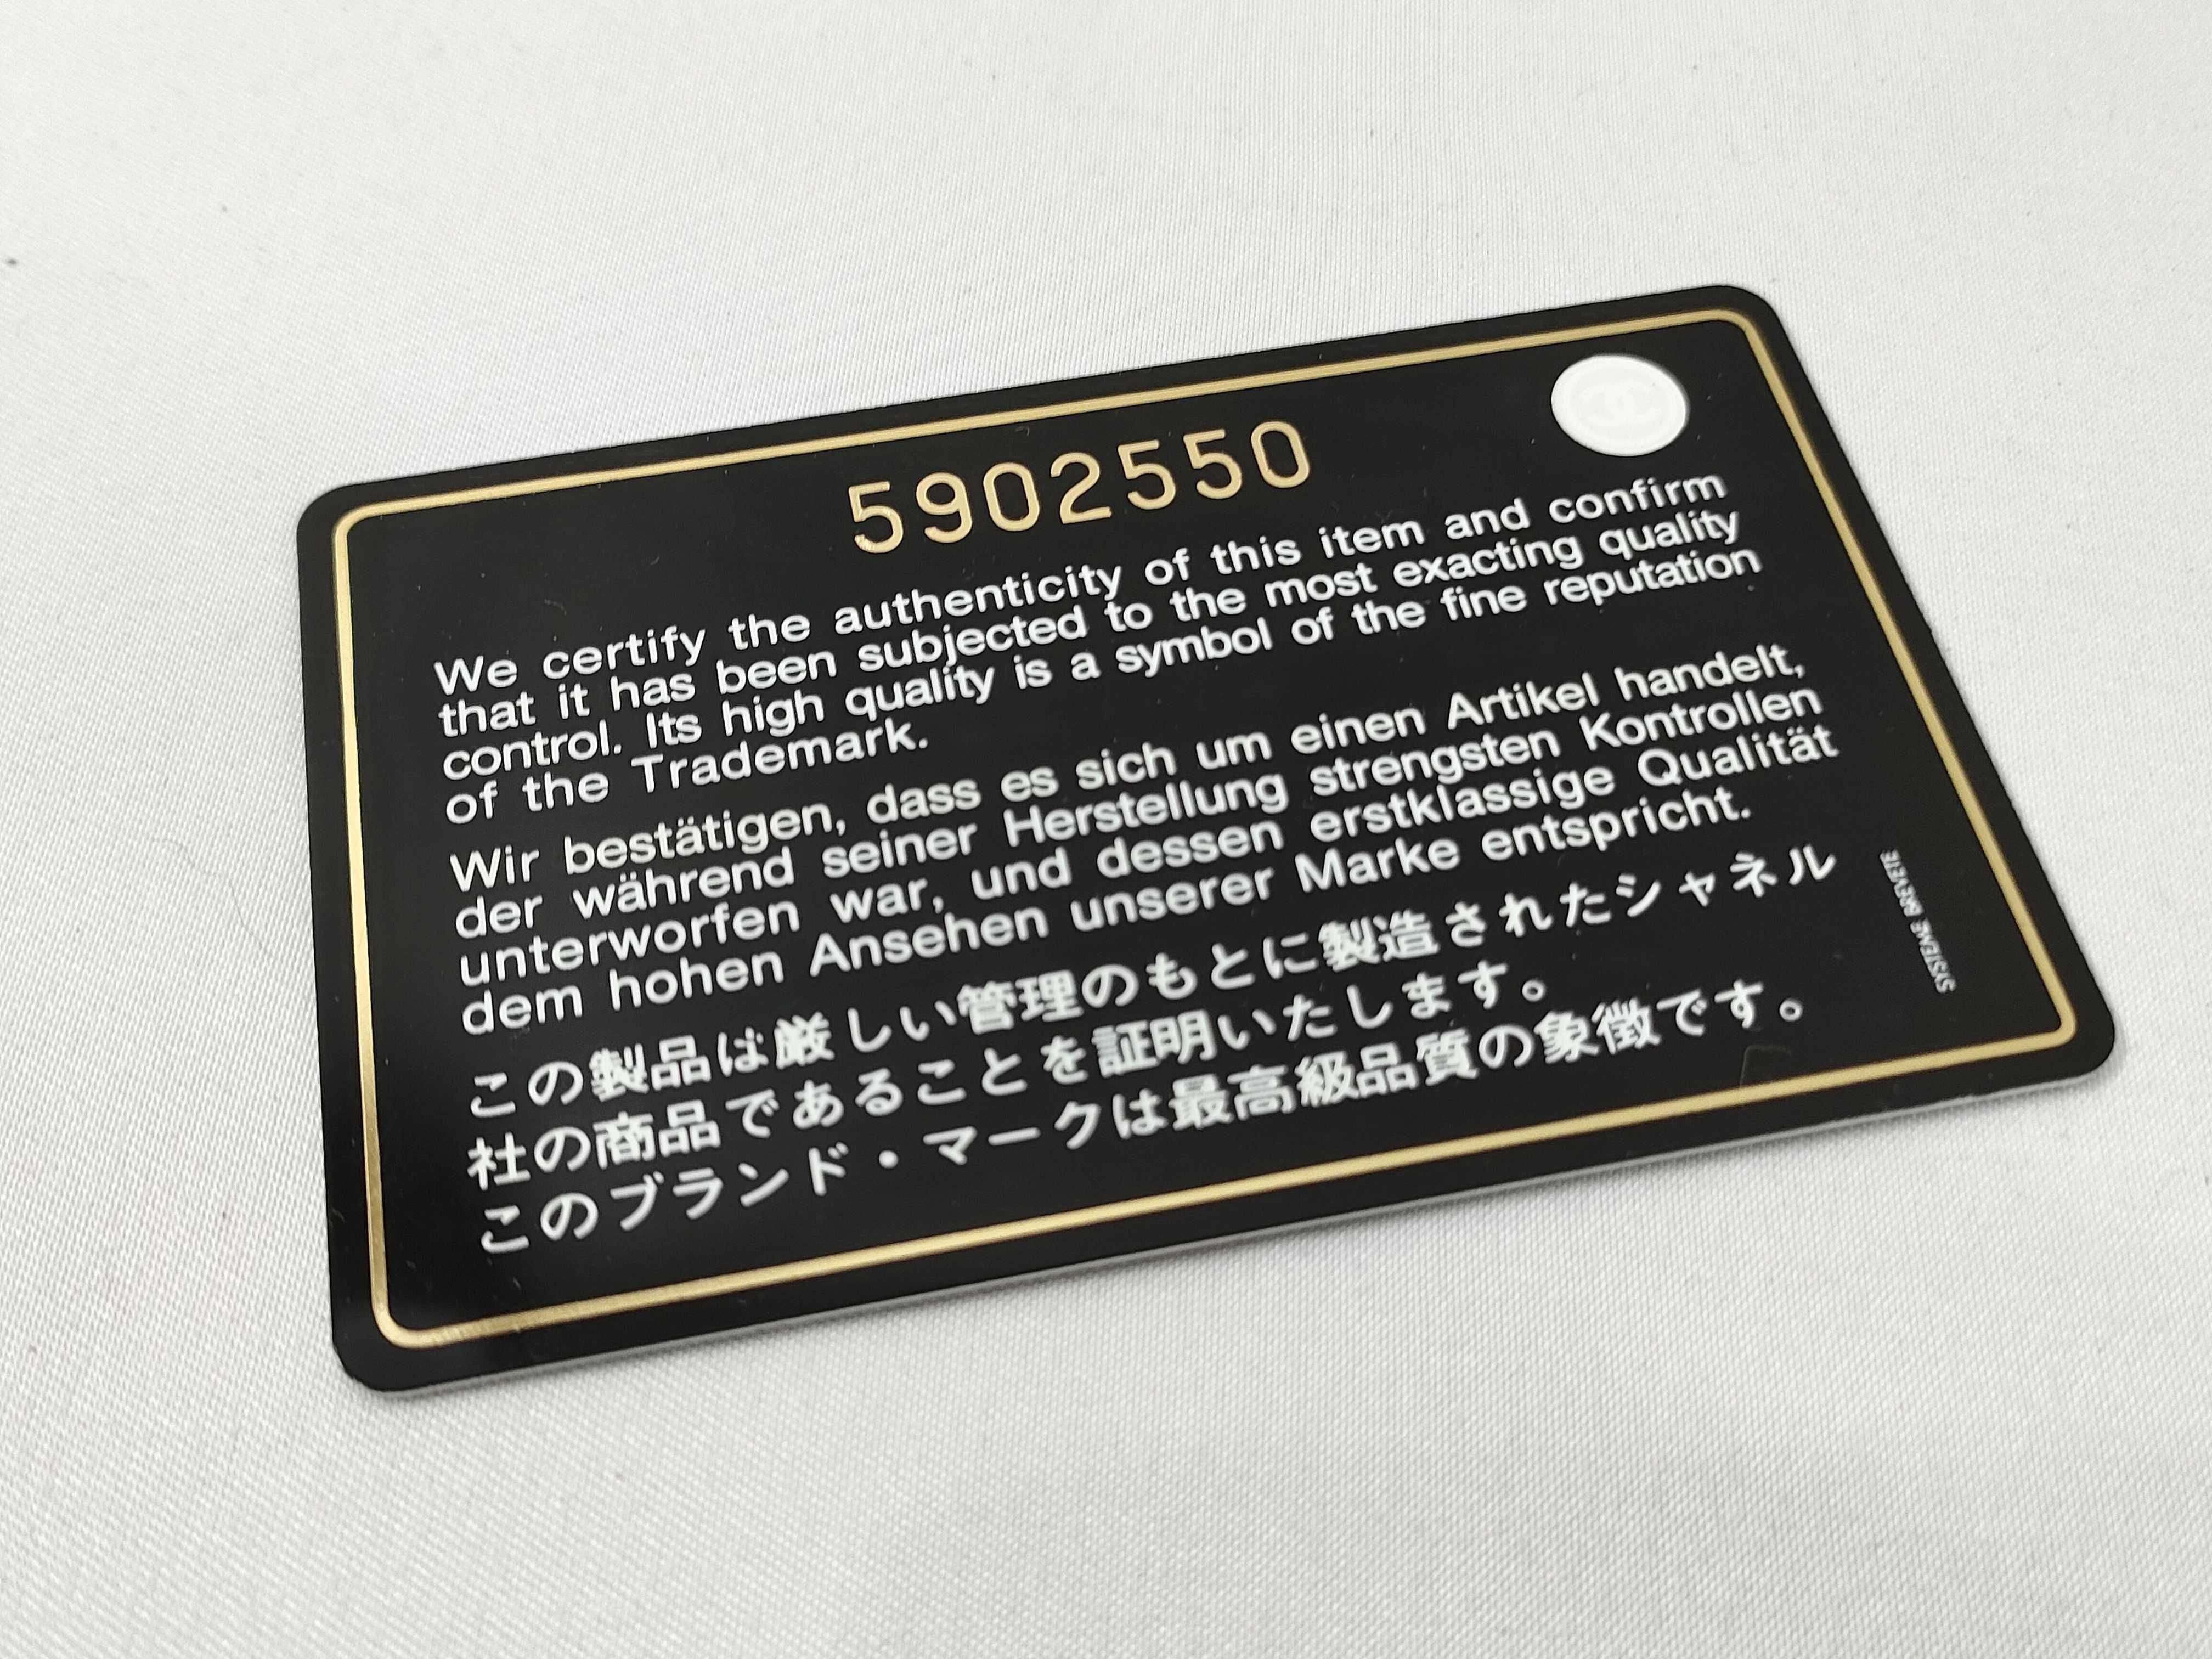 5902550
We certify the authenticity of this item and confirm
that it has been subjected to the most exacting quality
control. Its high quality is a symbol of the fine reputation
of the Trademark.
Wir bestätigen, dass es sich um einen Artikel handelt,
der während seiner Herstellung strengsten Kontrollen
unterworfen war, und dessen erstklassige Qualität
dem hohen Ansehen unserer Marke entspricht.
この製品は厳しい管理のもとに製造されたシャネル
社の商品であることを証明いたします。
このブランド・マークは最高級品質の象徴です。
SYSTEME BREVETE